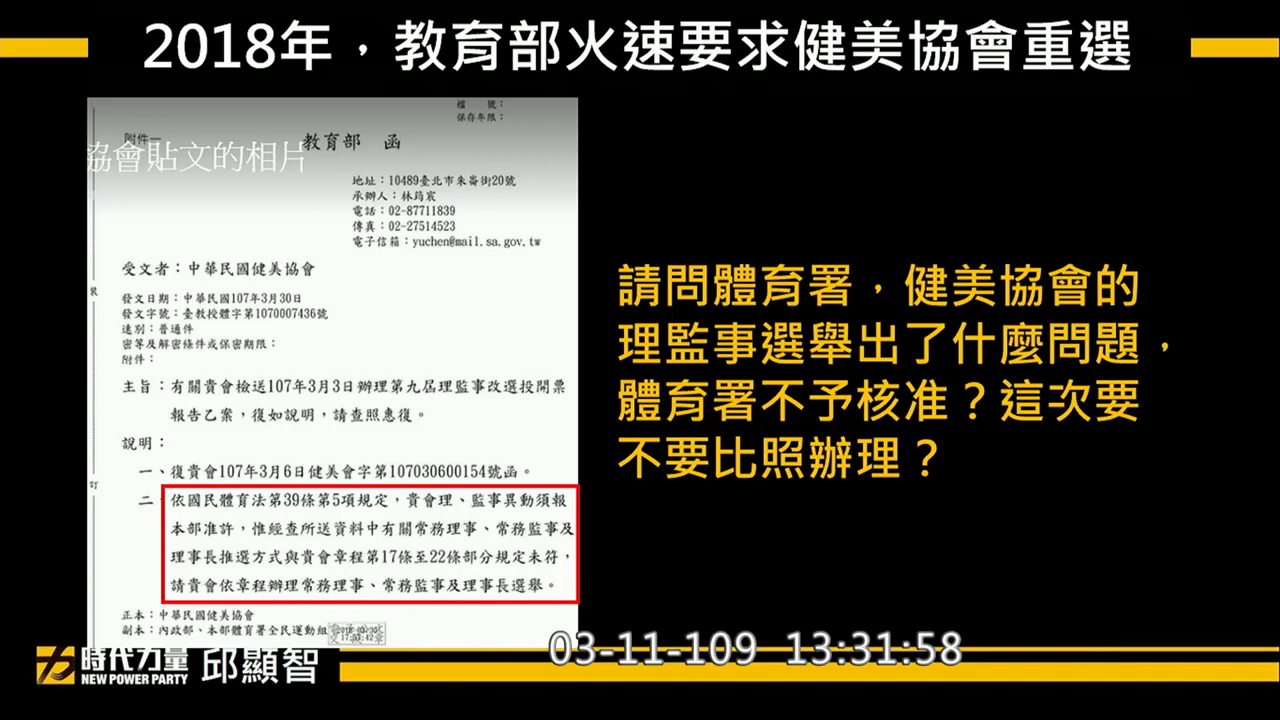 2018年，教育部火速要求健美協會重選
檔　號：
保存年限：
附件一
教育部　函
協會貼文的相片
地址：10489臺北市朱崙街20號
承辦人：林筠宸
電話：02-87711839
傳真：02-27514523
電子信箱：yuchen@mail.sa.gov.tw
受文者：中華民國健美協會
發文日期：中華民國107年3月30日
發文字號：臺教授體字第1070007436號
速別：普通件
密等及解密條件或保密期限：
附件：
主旨：有關貴會檢送107年3月3日辦理第九屆理監事改選投開票
報告乙案，復如說明，請查照惠復。
說明：
一、復貴會107年3月6日健美會字第107030600154號函。
二、依國民體育法第39條第5項規定，貴會理、監事異動須報
本部准許，惟經查所送資料中有關常務理事、常務監事及
理事長推選方式與貴會章程第17條至22條部分規定未符，
請貴會依章程辦理常務理事、常務監事及理事長選舉。
正本：中華民國健美協會
副本：內政部、本部體育署全民運動組
17:53:42
裝
訂
請問體育署，健美協會的
理監事選舉出了什麼問題，
體育署不予核准？這次要
不要比照辦理？
時代力量
NEW POWER PARTY
邱顯智
03-11-109 13:31:58